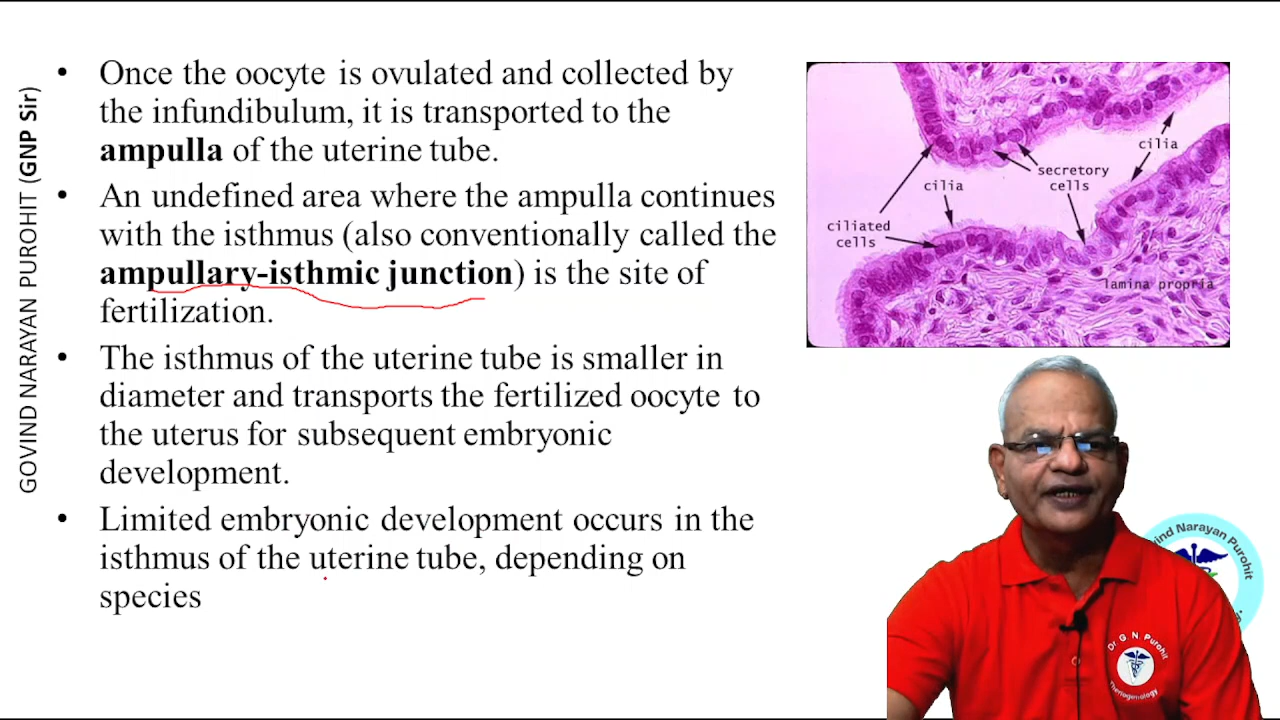 GOVIND NARAYAN PUROHIT (GNP Sir)
• Once the oocyte is ovulated and collected by
the infundibulum, it is transported to the
ampulla of the uterine tube.
• An undefined area where the ampulla continues
with the isthmus (also conventionally called the
ampullary-isthmic junction) is the site of
fertilization.
• The isthmus of the uterine tube is smaller in
diameter and transports the fertilized oocyte to
the uterus for subsequent embryonic
development.
• Limited embryonic development occurs in the
isthmus of the uterine tube, depending on
species
cilia
secretory
cells
cilia
ciliated
cells
lamina propria
Narayan Purohit
Dr G. N. Purohit
Theriogenology